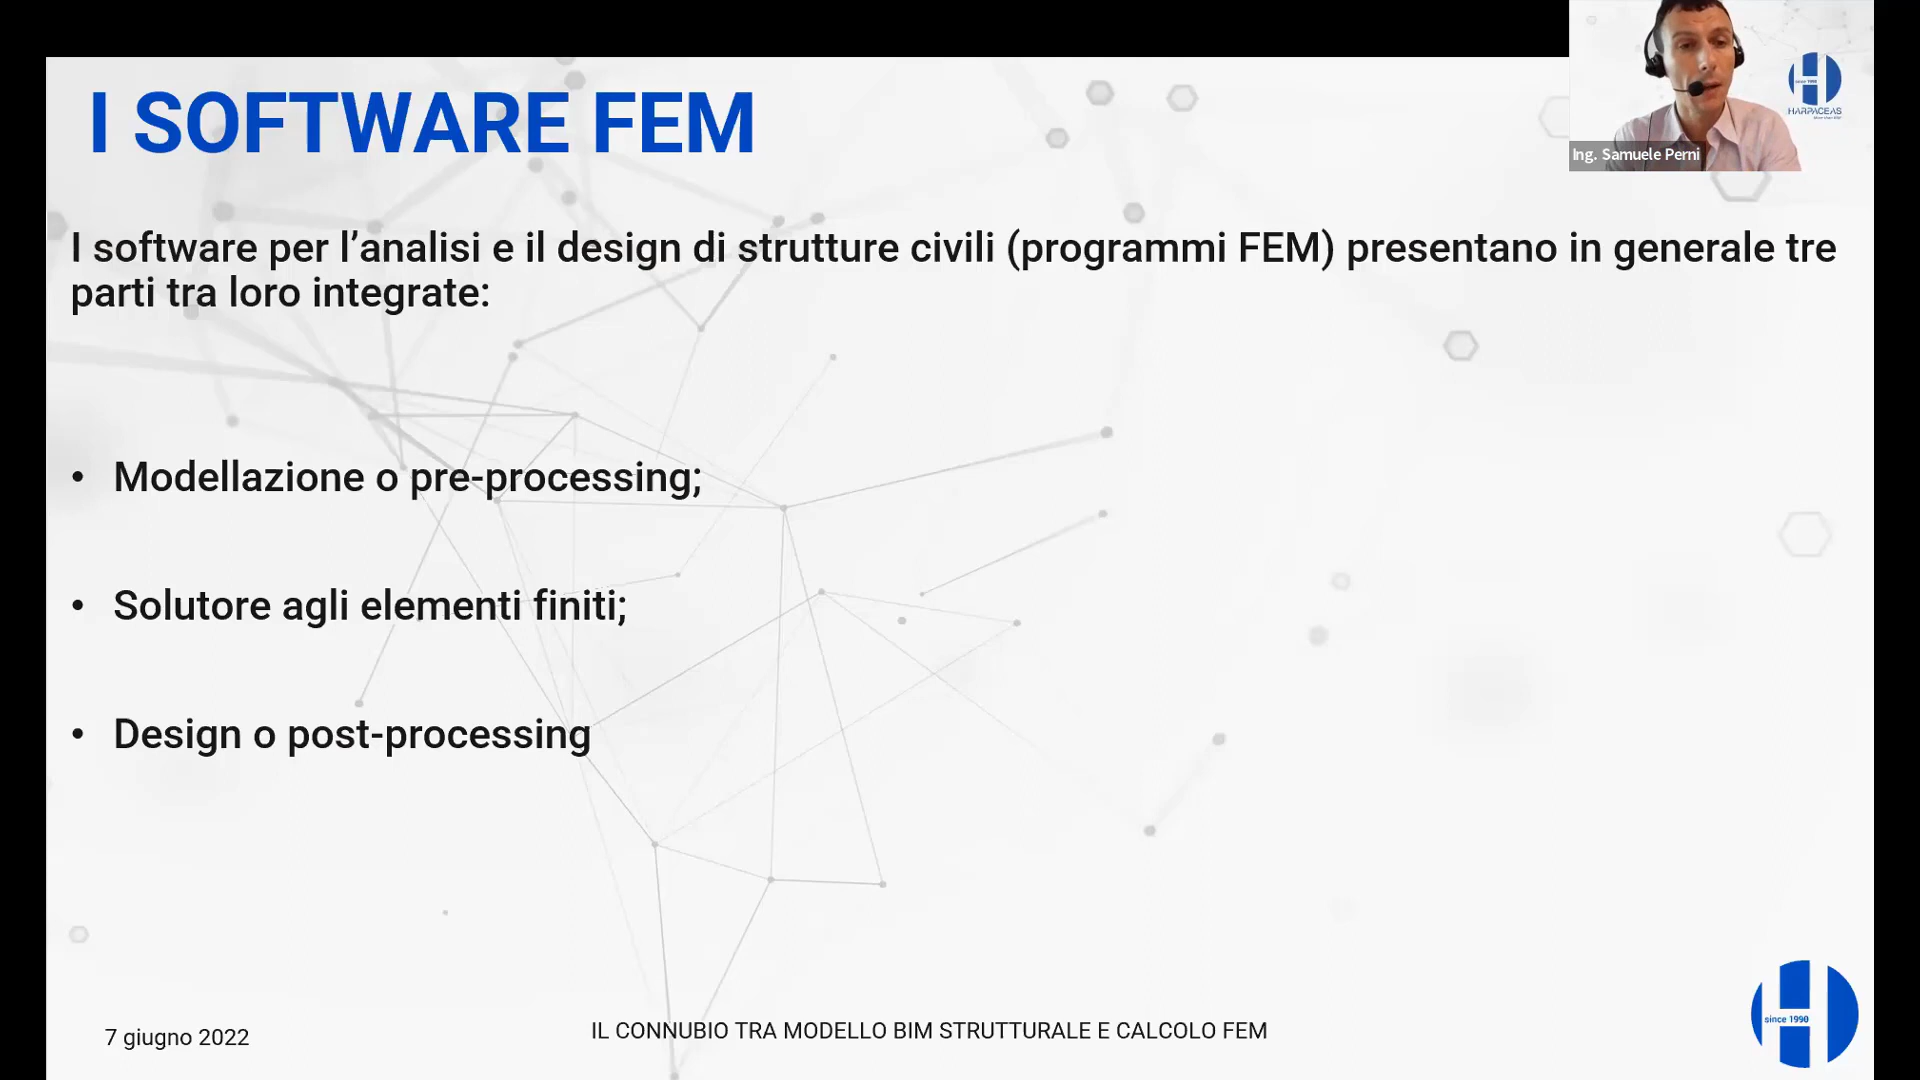 I SOFTWARE FEM
since 1990
HARPACEAS
Ing. Samuele Perni
I software per l’analisi e il design di strutture civili (programmi FEM) presentano in generale tre
parti tra loro integrate:
• Modellazione o pre-processing;
• Solutore agli elementi finiti;
• Design o post-processing
7 giugno 2022
IL CONNUBIO TRA MODELLO BIM STRUTTURALE E CALCOLO FEM
since 1990